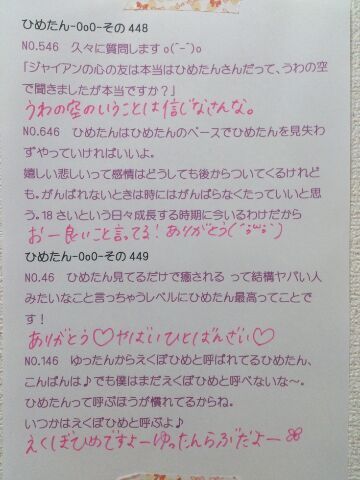 ひめたん-OoO-その 448
NO.546　久々に質問します o(˘-˘)o
「ジャイアンの心の友は本当はひめたんさんだって、うわの空
で聞きましたが本当ですか？」
うわの空のいうことは信じなさんな。
NO.646　ひめたんはひめたんのペースでひめたんを見失わ
ずやっていければいいよ。
嬉しい悲しいって感情はどうしても後からついてくるけれど
も。がんばれないときは時にはがんばらなくたっていいと思
う。18 さいという日々成長する時期に今いるわけだから
おー良いこと言ってる！ありがとう(´ω`)
ひめたん-OoO-その 449
NO.46　ひめたん見てるだけで癒される って結構ヤバい人
みたいなこと言っちゃうレベルにひめたん最高ってことで
す！
ありがとう♡ヤばいひとばんざい♡
NO.146　ゆったんからえくぼひめと呼ばれてるひめたん、
こんばんは♪でも僕はまだえくぼひめと呼べないな～。
ひめたんって呼ぶほうが慣れてるからね。
いつかはえくぼひめと呼ぶよ♪
えくぼひめですよーゆったんらぶだよー